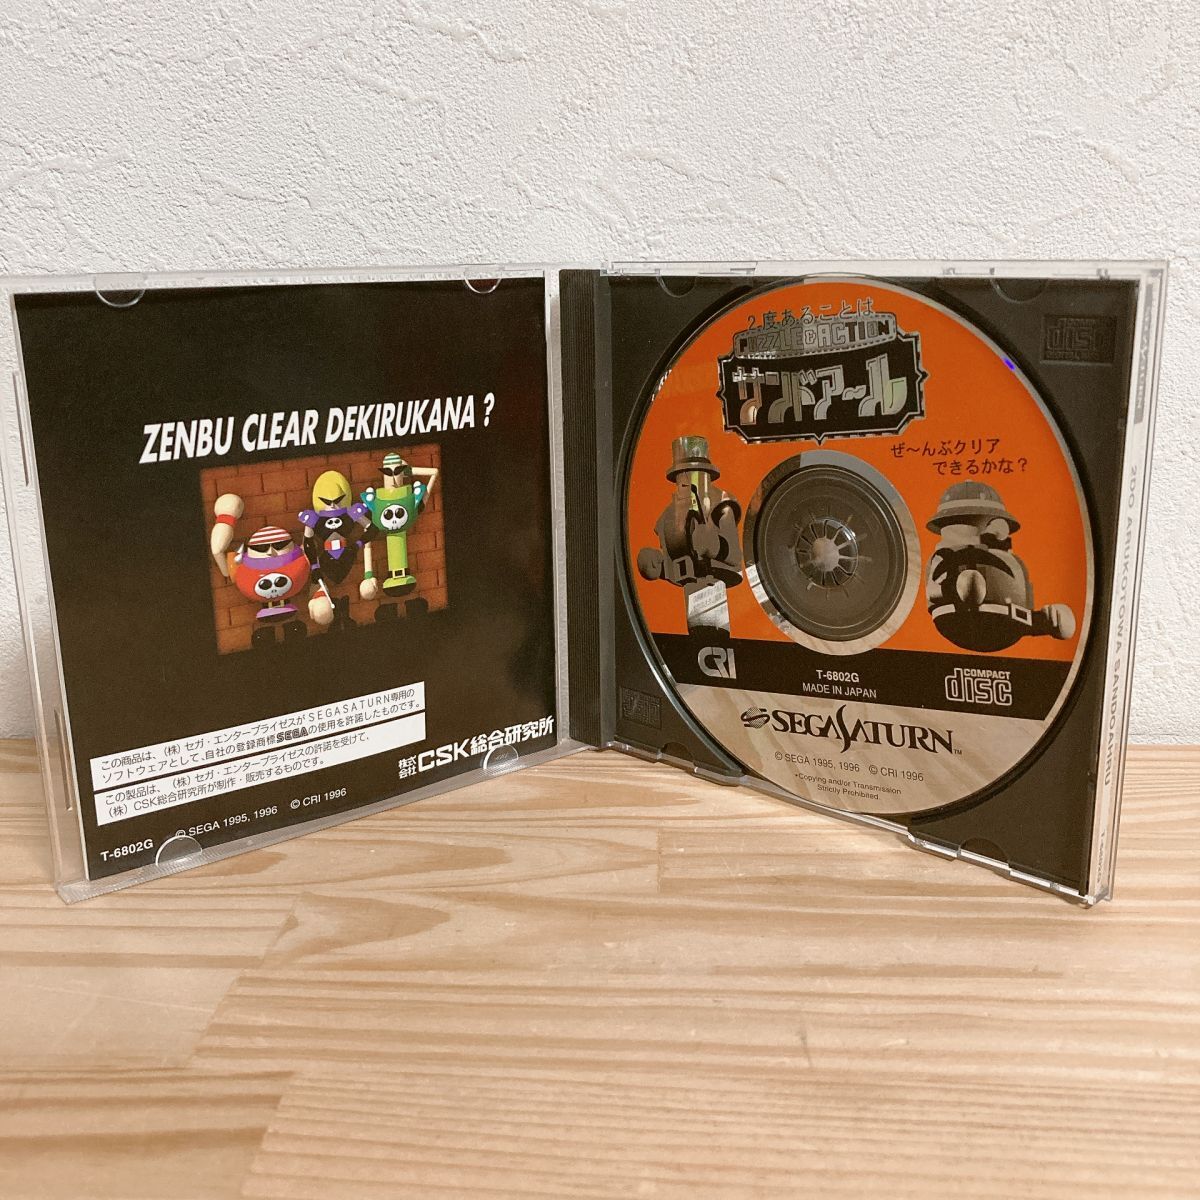 ZENBU CLEAR DEKIRUKANA ?
この商品は、(株)セガ・エンタープライゼスがSEGASATURN専用の
ソフトウェアとして、自社の登録商標SEGAの使用を許諾したものです。
この製品は、(株)セガ・エンタープライゼスの許諾を受けて、
(株)CSK総合研究所が制作・販売するものです。
株式会社CSK総合研究所
© SEGA 1995, 1996 © CRI 1996
T-6802G
2度あることは
PUZZLE&ACTION
サンドアール
ぜ〜んぶクリア
できるかな?
CRI
T-6802G
MADE IN JAPAN
COMPACT
disc
SEGASATURN™
© SEGA 1995, 1996 © CRI 1996
*Copying and/or Transmission
Strictly Prohibited.
disc
2 DO ARUKOTOWA SANDO ARU